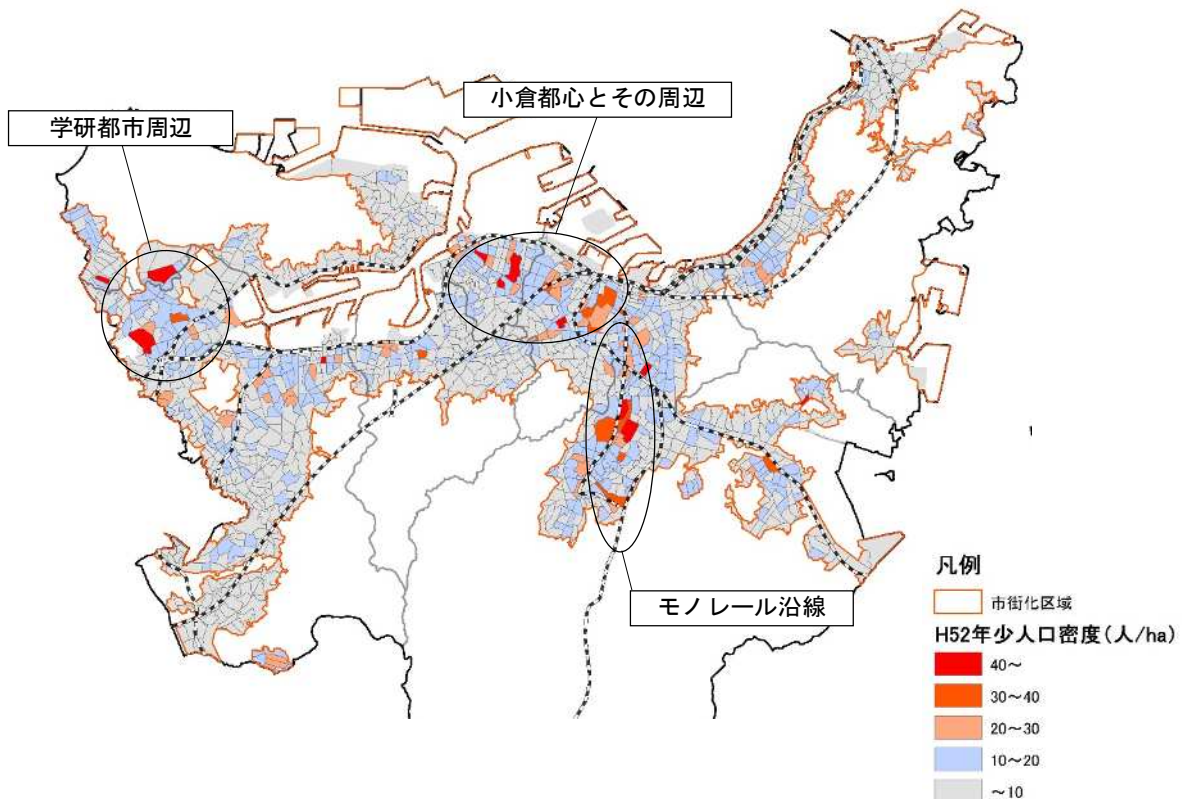 小倉都心とその周辺
学研都市周辺
モノレール沿線
凡例
市街化区域
H52年少人口密度(人/ha)
40~
30~40
20~30
10~20
~10